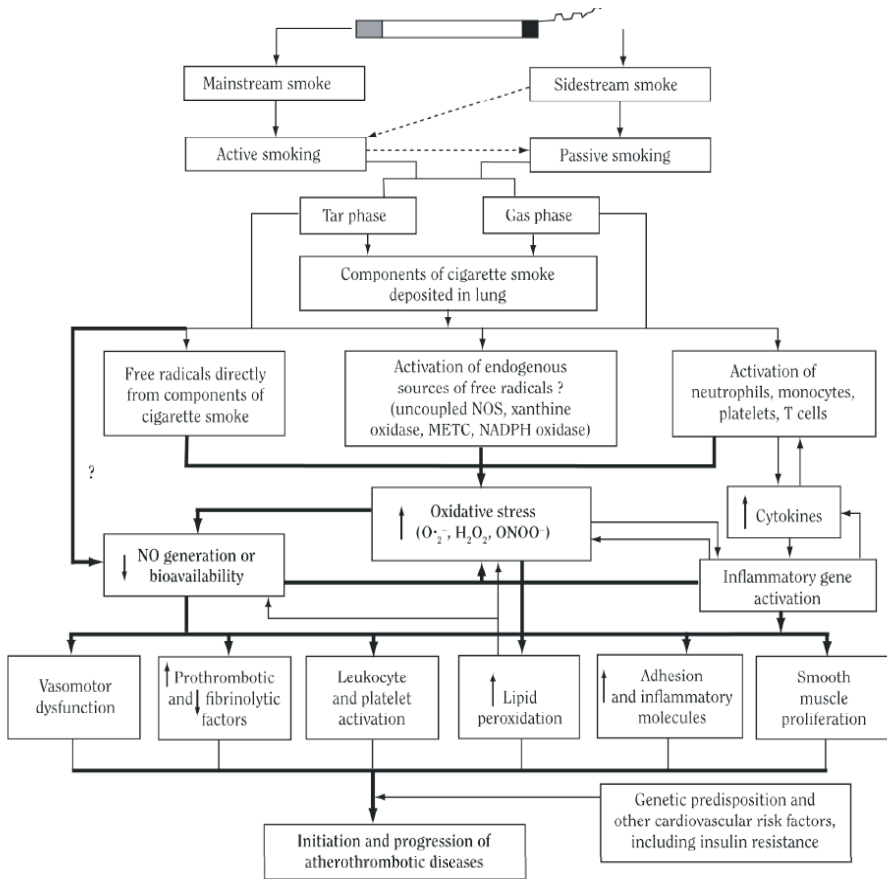 Mainstream smoke
Sidestream smoke
Active smoking
Passive smoking
Tar phase
Gas phase
Components of cigarette smoke
deposited in lung
Free radicals directly
from components of
cigarette smoke
Activation of endogenous
sources of free radicals ?
(uncoupled NOS, xanthine
oxidase, METC, NADPH oxidase)
Activation of
neutrophils, monocytes,
platelets, T cells
?
↑ Oxidative stress
(O•₂⁻, H₂O₂, ONOO⁻)
↑ Cytokines
↓ NO generation or
bioavailability
Inflammatory gene
activation
Vasomotor
dysfunction
↑ Prothrombotic
and ↓ fibrinolytic
factors
Leukocyte
and platelet
activation
↑ Lipid
peroxidation
↑ Adhesion
and inflammatory
molecules
Smooth
muscle
proliferation
Genetic predisposition and
other cardiovascular risk factors,
including insulin resistance
Initiation and progression of
atherothrombotic diseases